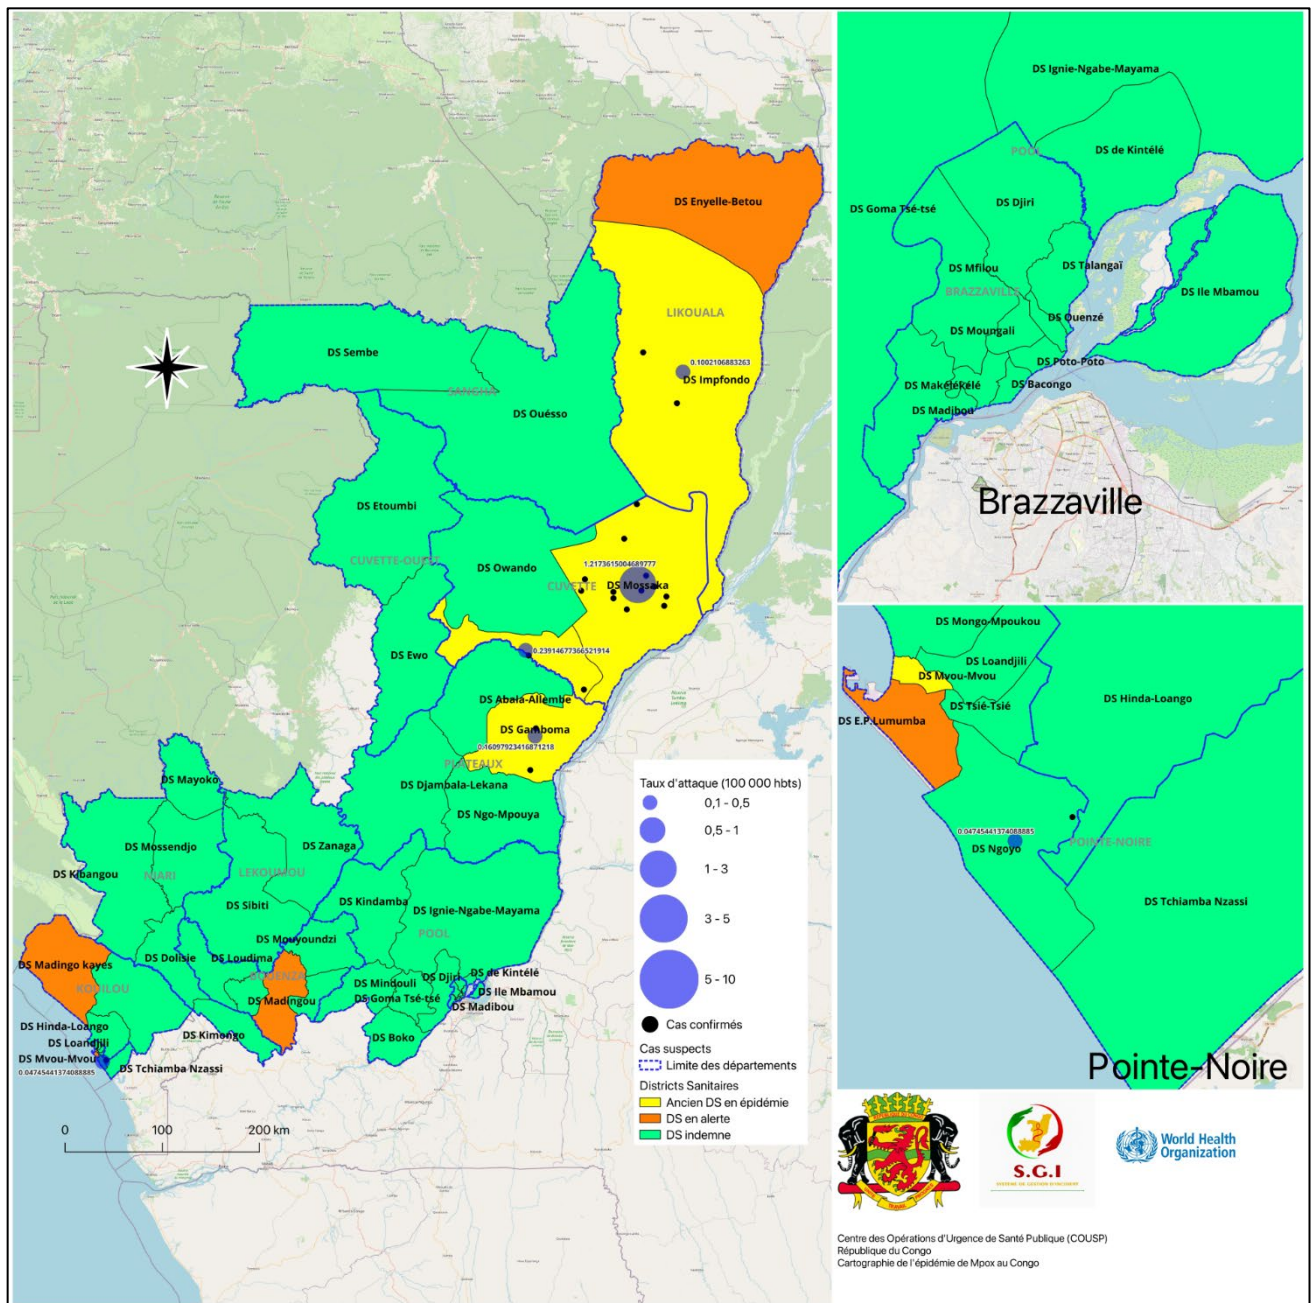 DS Enyelle-Betou
LIKOUALA
0.1002106883263
DS Impfondo
DS Sembe
SANGHA
DS Ouésso
DS Etoumbi
CUVETTE-OUEST
DS Owando
1.2173615004689777
CUVETTE
DS Mossaka
0.23914677366521914
DS Ewo
DS Abala-Allembe
DS Gamboma
0.16097923416871218
PLATEAUX
DS Djambala-Lekana
DS Ngo-Mpouya
DS Mayoko
DS Mossendjo
DS Zanaga
DS Kibangou
NIARI
LEKOUMOU
DS Sibiti
DS Kindamba
DS Ignie-Ngabe-Mayama
POOL
DS Mouyoundzi
DS Dolisie
DS Loudima
BOUENZA
DS Madingo kayes
KOUILOU
DS Madingou
DS Mindouli
DS Djiri
DS de Kintélé
DS Goma Tsé-tsé
DS Ile Mbamou
DS Madibou
DS Hinda-Loango
DS Kimongo
DS Boko
DS Loandjili
DS Mvou-Mvou
DS Tchiamba Nzassi
0.04745441374088885
0 100 200 km
Taux d'attaque (100 000 hbts)
0,1 - 0,5
0,5 - 1
1 - 3
3 - 5
5 - 10
Cas confirmés
Cas suspects
Limite des départements
Districts Sanitaires
Ancien DS en épidémie
DS en alerte
DS indemne
DS Ignie-Ngabe-Mayama
POOL
DS de Kintélé
DS Goma Tsé-tsé
DS Djiri
DS Mfilou
DS Talangaï
BRAZZAVILLE
DS Ile Mbamou
DS Ouenzé
DS Moungali
DS Poto-Poto
DS Makélékélé
DS Bacongo
DS Madibou
Brazzaville
DS Mongo-Mpoukou
DS Loandjili
DS Mvou-Mvou
DS Hinda-Loango
DS Tsié-Tsié
DS E.P.Lumumba
0.04745441374088885
DS Ngoyo
POINTE-NOIRE
DS Tchiamba Nzassi
Pointe-Noire
S.G.I
SYSTEME DE GESTION D'INCIDENT
World Health
Organization
Centre des Opérations d'Urgence de Santé Publique (COUSP)
République du Congo
Cartographie de l'épidémie de Mpox au Congo